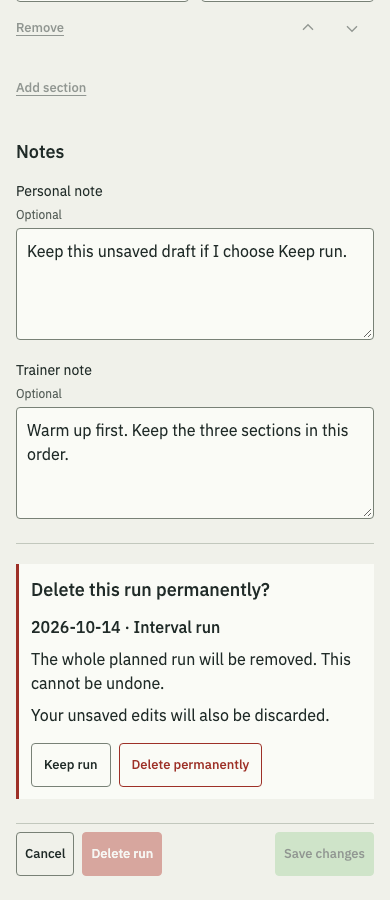 Remove
Add section
Notes
Personal note
Optional
Keep this unsaved draft if I choose Keep run.
Trainer note
Optional
Warm up first. Keep the three sections in this
order.
Delete this run permanently?
2026-10-14 · Interval run
The whole planned run will be removed. This
cannot be undone.
Your unsaved edits will also be discarded.
Keep run
Delete permanently
Cancel
Delete run
Save changes